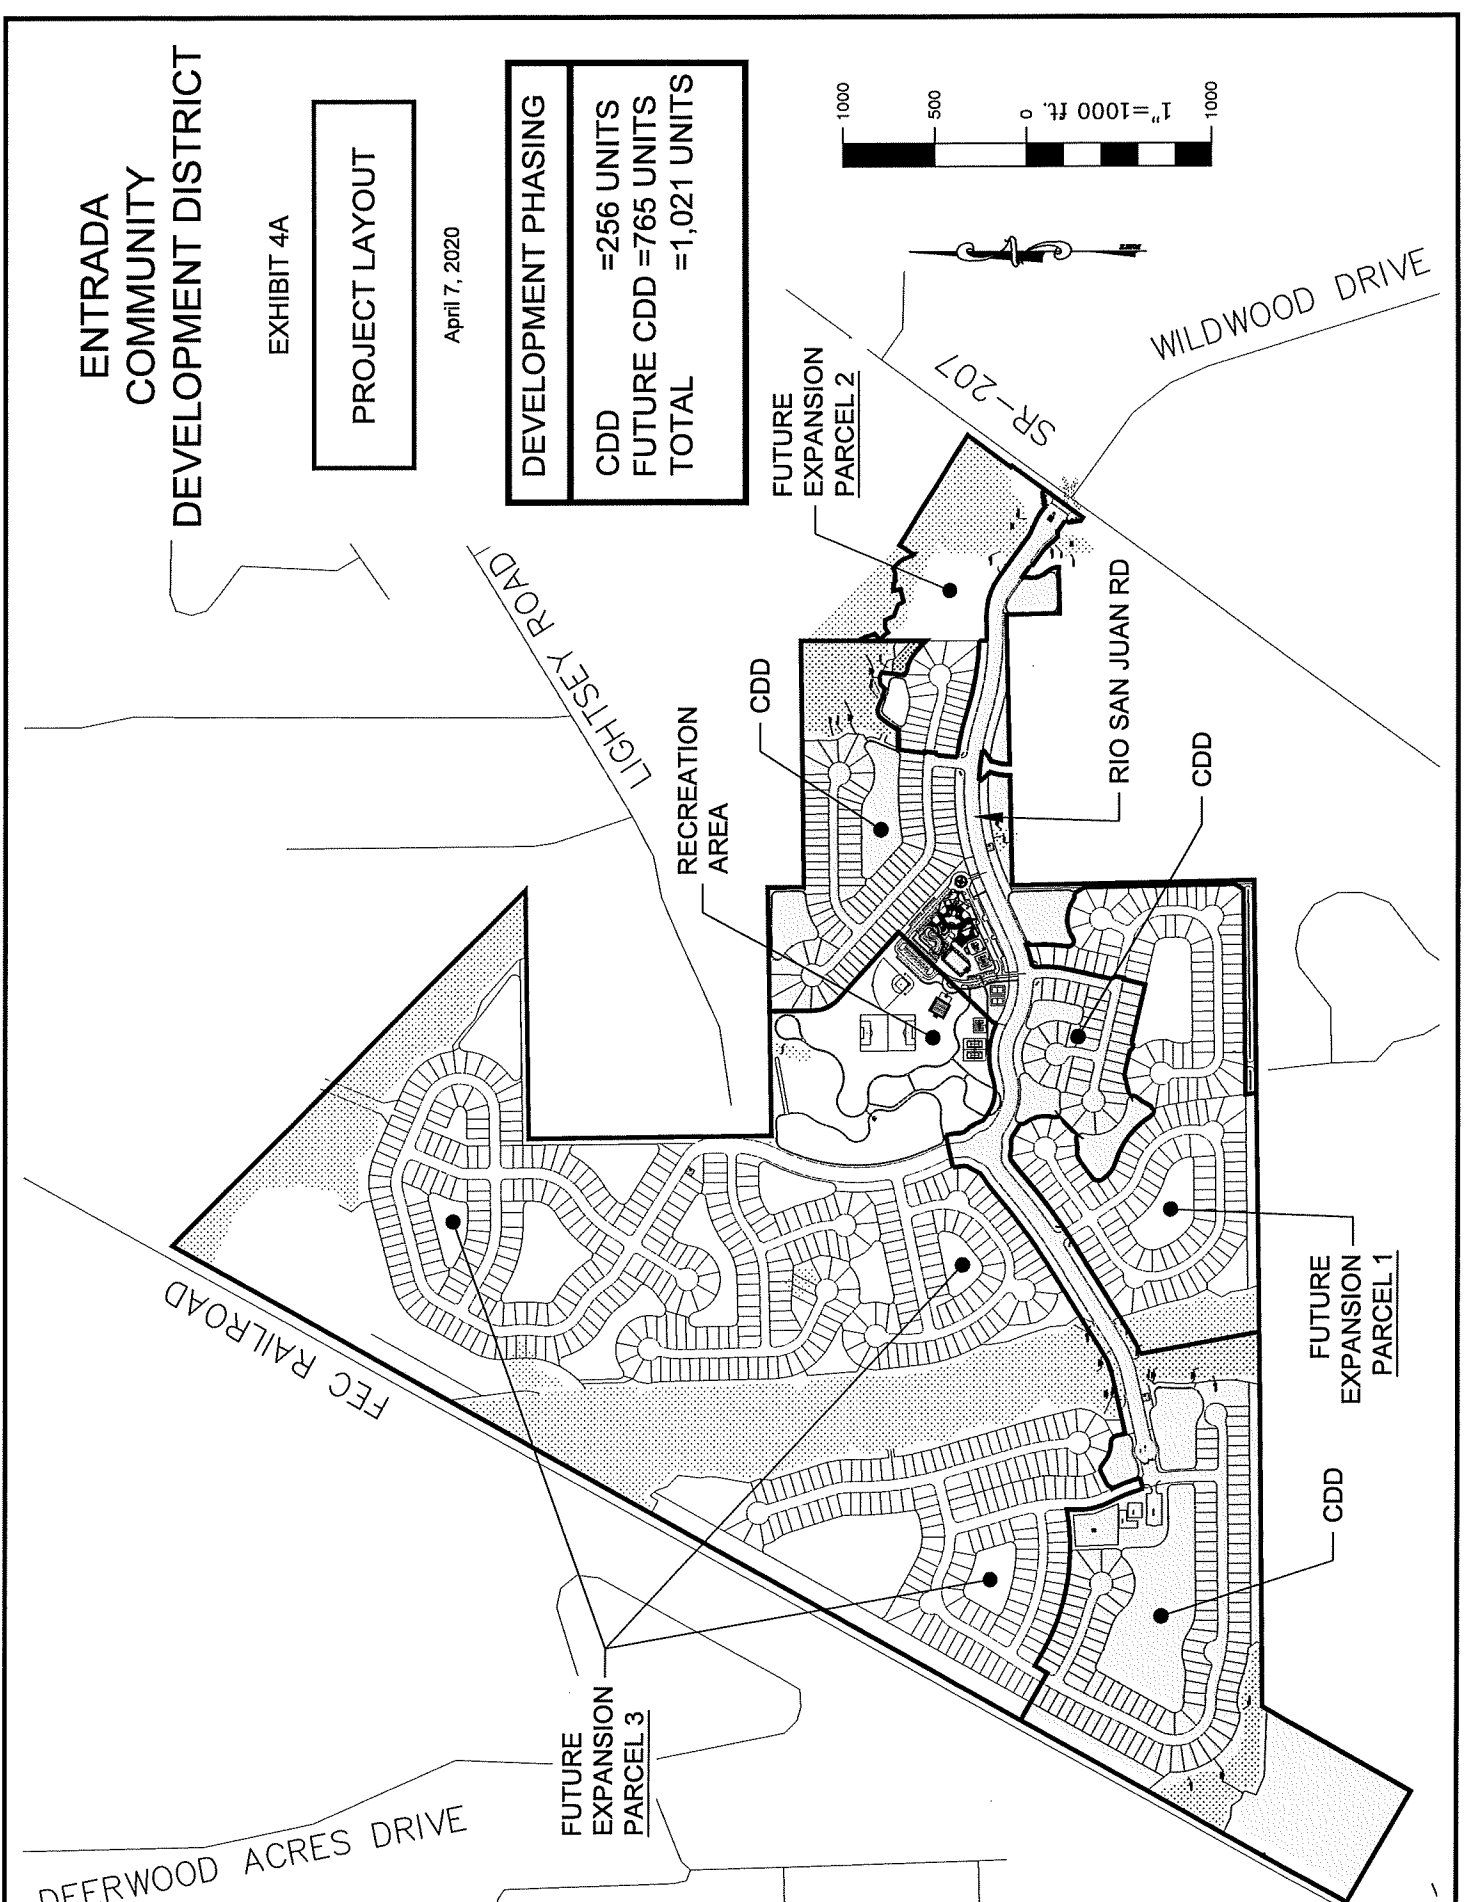 ENTRADA
COMMUNITY
DEVELOPMENT DISTRICT
EXHIBIT 4A
PROJECT LAYOUT
April 7, 2020
DEVELOPMENT PHASING
CDD =256 UNITS
FUTURE CDD =765 UNITS
TOTAL =1,021 UNITS
1000
500
0
1000
1"=1000 ft.
FEC RAILROAD
LIGHTSEY ROAD
DEERWOOD ACRES DRIVE
FUTURE
EXPANSION
PARCEL 3
RECREATION
AREA
CDD
FUTURE
EXPANSION
PARCEL 2
SR-207
WILDWOOD DRIVE
RIO SAN JUAN RD
CDD
FUTURE
EXPANSION
PARCEL 1
CDD